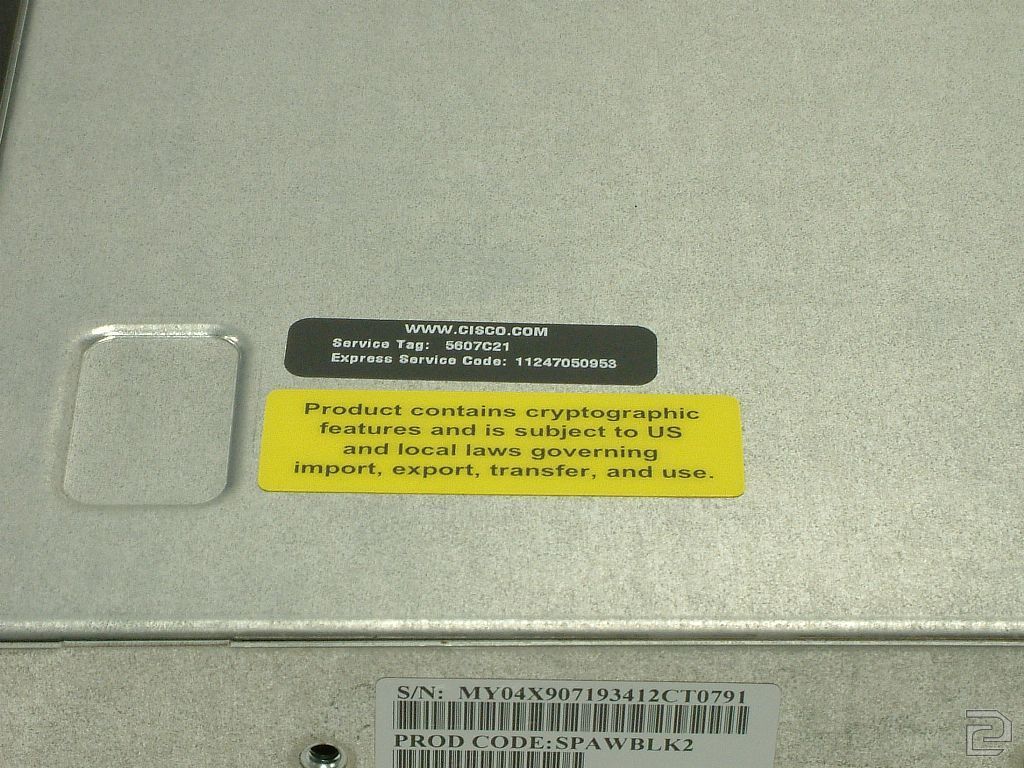 WWW.CISCO.COM
Service Tag: 5607C21
Express Service Code: 11247050953
Product contains cryptographic
features and is subject to US
and local laws governing
import, export, transfer, and use.
S/N: MY04X907193412CT0791
PROD CODE:SPAWBLK2